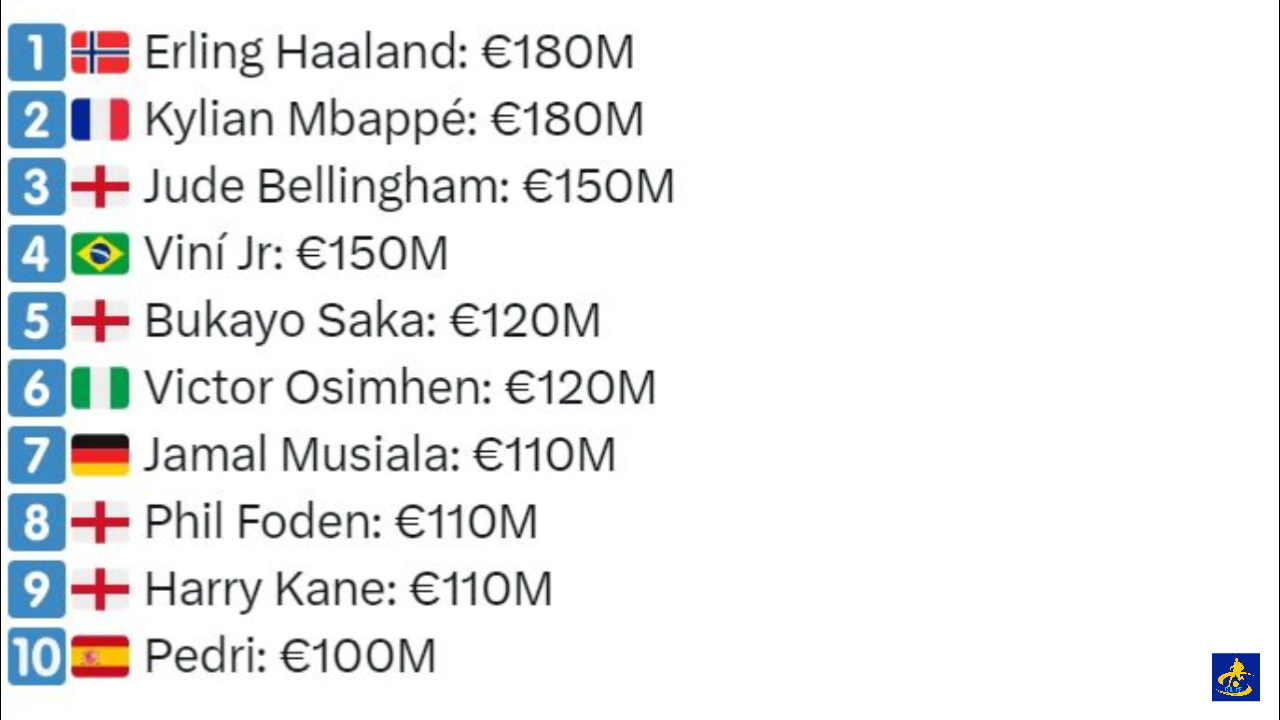 1 Erling Haaland: €180M
2 Kylian Mbappé: €180M
3 Jude Bellingham: €150M
4 Viní Jr: €150M
5 Bukayo Saka: €120M
6 Victor Osimhen: €120M
7 Jamal Musiala: €110M
8 Phil Foden: €110M
9 Harry Kane: €110M
10 Pedri: €100M